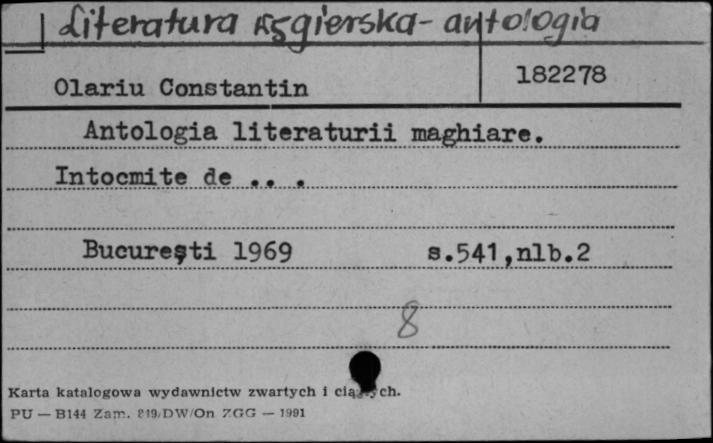 Literatura węgierska - antologia
Olariu Constantin
182278
Antologia literaturii maghiare.
Intocmite de .. .
București 1969 s.541,nlb.2
8
Karta katalogowa wydawnictw zwartych i ych.
PU — B144 Zam. 819/DW/On ZGG — 1991